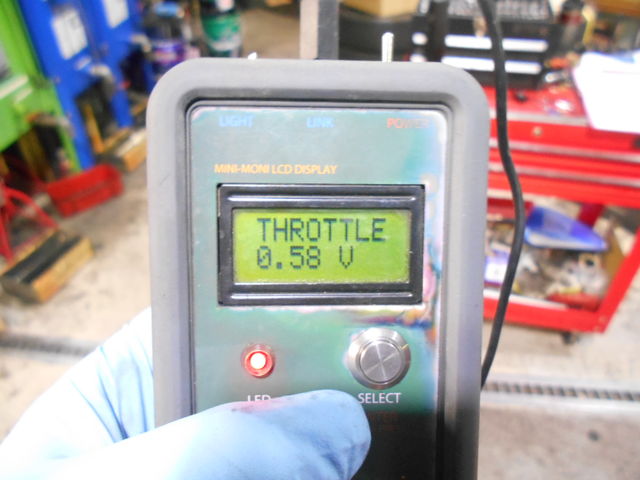 LIGHT LINK POWER
MINI-MONI LCD DISPLAY
THROTTLE
0.58 V
LED SELECT